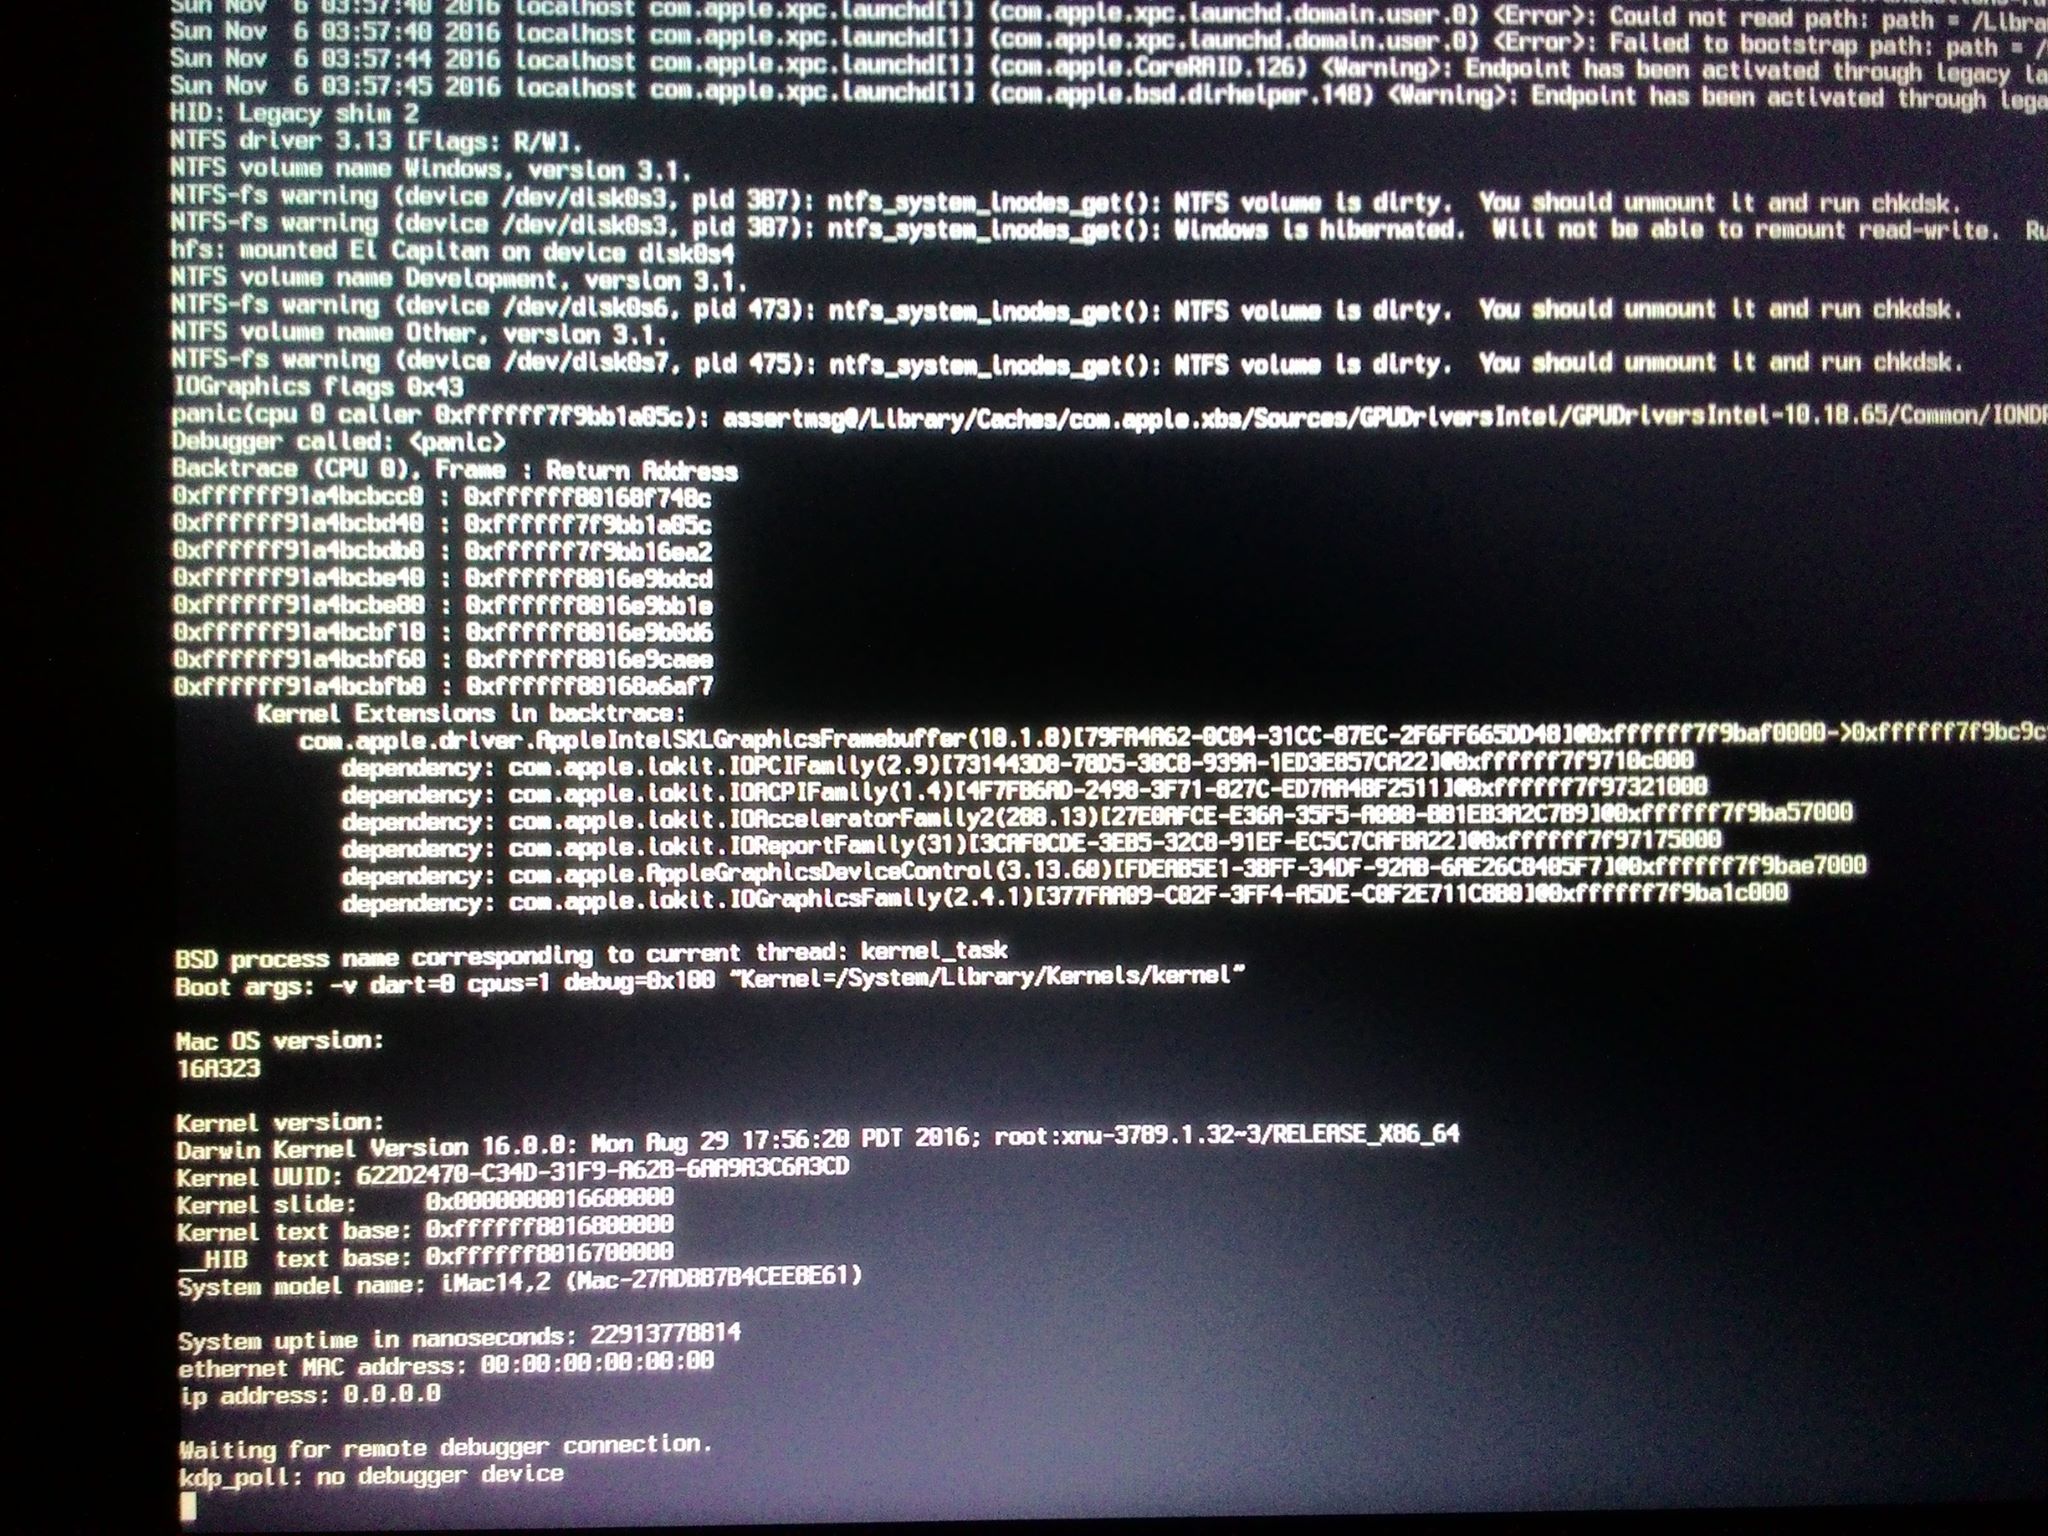 Sun Nov  6 03:57:40 2016 localhost com.apple.xpc.launchd[1] (com.apple.xpc.launchd.domain.user.0) <Error>: Could not read path: path = /Libra
Sun Nov  6 03:57:40 2016 localhost com.apple.xpc.launchd[1] (com.apple.xpc.launchd.domain.user.0) <Error>: Failed to bootstrap path: path = /
Sun Nov  6 03:57:44 2016 localhost com.apple.xpc.launchd[1] (com.apple.CoreRAID.126) <Warning>: Endpoint has been activated through legacy la
Sun Nov  6 03:57:45 2016 localhost com.apple.xpc.launchd[1] (com.apple.bsd.dirhelper.148) <Warning>: Endpoint has been activated through lega
HID: Legacy shim 2
NTFS driver 3.13 [Flags: R/W].
NTFS volume name Windows, version 3.1.
NTFS-fs warning (device /dev/disk0s3, pid 387): ntfs_system_inodes_get(): NTFS volume is dirty.  You should unmount it and run chkdsk.
NTFS-fs warning (device /dev/disk0s3, pid 387): ntfs_system_inodes_get(): Windows is hibernated.  Will not be able to remount read-write.  Ru
hfs: mounted El Capitan on device disk0s4
NTFS volume name Development, version 3.1.
NTFS-fs warning (device /dev/disk0s6, pid 473): ntfs_system_inodes_get(): NTFS volume is dirty.  You should unmount it and run chkdsk.
NTFS volume name Other, version 3.1.
NTFS-fs warning (device /dev/disk0s7, pid 475): ntfs_system_inodes_get(): NTFS volume is dirty.  You should unmount it and run chkdsk.
IOGraphics flags 0x43
panic(cpu 0 caller 0xffffff7f9bb1a05c): assertmsg@/Library/Caches/com.apple.xbs/Sources/GPUDriversIntel/GPUDriversIntel-10.18.65/Common/IONDR
Debugger called: <panic>
Backtrace (CPU 0), Frame : Return Address
0xffffff91a4bcbcc0 : 0xffffff80168f748c
0xffffff91a4bcbd40 : 0xffffff7f9bb1a05c
0xffffff91a4bcbdb0 : 0xffffff7f9bb16ea2
0xffffff91a4bcbe40 : 0xffffff8016e9bdcd
0xffffff91a4bcbe80 : 0xffffff8016e9bb1e
0xffffff91a4bcbf10 : 0xffffff8016e9b0d6
0xffffff91a4bcbf60 : 0xffffff8016e9caee
0xffffff91a4bcbfb0 : 0xffffff80168a6af7
Kernel Extensions in backtrace:
com.apple.driver.AppleIntelSKLGraphicsFramebuffer(10.1.8)[79FA4A62-0C04-31CC-87EC-2F6FF665DD48]@0xffffff7f9baf0000->0xffffff7f9bc9c
dependency: com.apple.iokit.IOPCIFamily(2.9)[731443D8-78D5-30C8-939A-1ED3E857CA22]@0xffffff7f9710c000
dependency: com.apple.iokit.IOACPIFamily(1.4)[4F7FB6AD-2498-3F71-827C-ED7AA4BF2511]@0xffffff7f97321000
dependency: com.apple.iokit.IOAcceleratorFamily2(288.13)[27E0AFCE-E36A-35F5-A008-BB1EB3A2C7B9]@0xffffff7f9ba57000
dependency: com.apple.iokit.IOReportFamily(31)[3CAF0CDE-3EB5-32C8-91EF-EC5C7CAFBA22]@0xffffff7f97175000
dependency: com.apple.AppleGraphicsDeviceControl(3.13.68)[FDEAB5E1-3BFF-34DF-92AB-6AE26C8405F7]@0xffffff7f9bae7000
dependency: com.apple.iokit.IOGraphicsFamily(2.4.1)[377FAA09-C02F-3FF4-A5DE-C0F2E711C8B0]@0xffffff7f9ba1c000
BSD process name corresponding to current thread: kernel_task
Boot args: -v dart=0 cpus=1 debug=0x100 "Kernel=/System/Library/Kernels/kernel"
Mac OS version:
16A323
Kernel version:
Darwin Kernel Version 16.0.0: Mon Aug 29 17:56:20 PDT 2016; root:xnu-3789.1.32~3/RELEASE_X86_64
Kernel UUID: 622D2470-C34D-31F9-A62B-6AA9A3C6A3CD
Kernel slide:     0x0000000016600000
Kernel text base: 0xffffff8016800000
__HIB  text base: 0xffffff8016700000
System model name: iMac14,2 (Mac-27ADBB7B4CEE8E61)
System uptime in nanoseconds: 22913778814
ethernet MAC address: 00:00:00:00:00:00
ip address: 0.0.0.0
Waiting for remote debugger connection.
kdp_poll: no debugger device